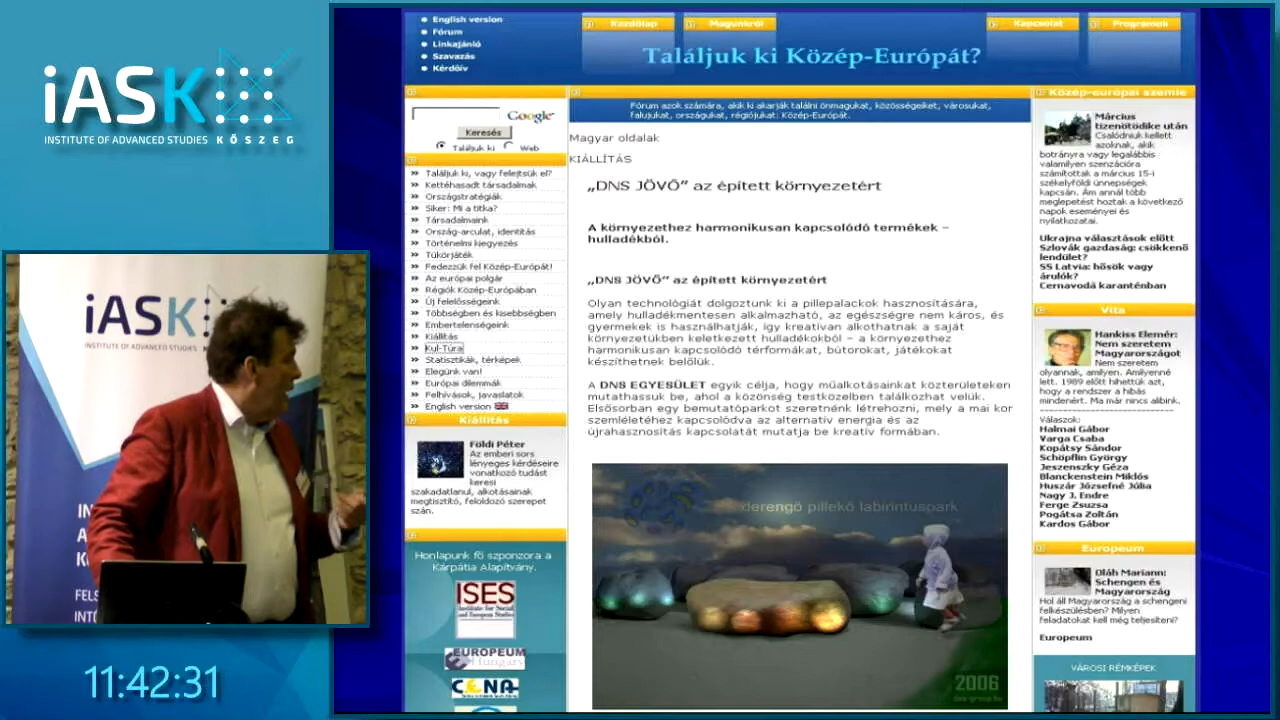 iASK
INSTITUTE OF ADVANCED STUDIES KŐSZEG
iASK
INSTITUTE OF ADVANCED STUDIES
FELS
11:42:31
English version
Fórum
Linkajánló
Szavazás
Kérdőív
Kezdőlap
Magunkról
Kapcsolat
Programok
Találjuk ki Közép-Európát?
Google
Keresés
Találjuk ki
Web
Találjuk ki, vagy felejtsük el?
Kettéhasadt társadalmak
Országstratégiák
Siker: Mi a titka?
Társadalmaink
Ország-arculat, identitás
Történelmi kiegyezés
Tükörjáték
Fedezzük fel Közép-Európát!
Az európai polgár
Régiók Közép-Európában
Új felelősségeink
Többségben és kisebbségben
Embertelenségeink
Kiállítás
Kul-Túra
Statisztikák, térképek
Elegünk van!
Európai dilemmák
Felhívások, javaslatok
English version
Kiállítás
Földi Péter
Az emberi sors
lényeges kérdéseire
vonatkozó tudást
keresi
szakadatlanul, alkotásainak
megtisztító, feloldozó szerepet
szán.
Honlapunk fő szponzora a
Kárpátia Alapítvány.
ISES
Institute for Social
and European Studies
EUROPEUM
Hungary
CENA
Fórum azok számára, akik ki akarják találni önmagukat, közösségeiket, városukat,
falujukat, országukat, régiójukat: Közép-Európát.
Magyar oldalak
KIÁLLÍTÁS
„DNS JÖVŐ” az épített környezetért
A környezethez harmonikusan kapcsolódó termékek –
hulladékból.
„DNS JÖVŐ” az épített környezetért
Olyan technológiát dolgoztunk ki a pillepalackok hasznosítására,
amely hulladékmentesen alkalmazható, az egészségre nem káros, és
gyermekek is használhatják, így kreatívan alkothatnak a saját
környezetükben keletkezett hulladékokból – a környezethez
harmonikusan kapcsolódó térformákat, bútorokat, játékokat
készíthetnek belőlük.
A DNS EGYESÜLET egyik célja, hogy műalkotásainkat közterületeken
mutathassuk be, ahol a közönség testközelben találkozhat velük.
Elsősorban egy bemutatóparkot szeretnénk létrehozni, mely a mai kor
szemléletéhez kapcsolódva az alternatív energia és az
újrahasznosítás kapcsolatát mutatja be kreatív formában.
derengő pillekő labirintuspark
2006
Közép-európai szemle
Március
tizenötödike után
Csalódniuk kellett
azoknak, akik
botrányra vagy legalábbis
valamilyen szenzációra
számítottak a március 15-i
székelyföldi ünnepségek
kapcsán. Ám annál több
meglepetést hoztak a következő
napok eseményei és
nyilatkozatai.
Ukrajna választások előtt
Szlovák gazdaság: csökkenő
lendület?
SS Latvia: hősök vagy
árulók?
Cernavodă karanténban
Vita
Hankiss Elemér:
Nem szeretem
Magyarországot
Nem szeretem
olyannak, amilyen. Amilyenné
lett. 1989 előtt hihettük azt,
hogy a rendszer a hibás
mindenért. Ma már nincs alibink.
Válaszok:
Halmai Gábor
Varga Csaba
Kopátsy Sándor
Schöpflin György
Jeszenszky Géza
Blanckenstein Miklós
Huszár Józsefné Júlia
Nagy J. Endre
Ferge Zsuzsa
Pogátsa Zoltán
Kardos Gábor
Europeum
Oláh Mariann:
Schengen és
Magyarország
Hol áll Magyarország a schengeni
felkészülésben? Milyen
feladatokat kell még teljesíteni?
Europeum
VÁROSI RÉMKÉPEK